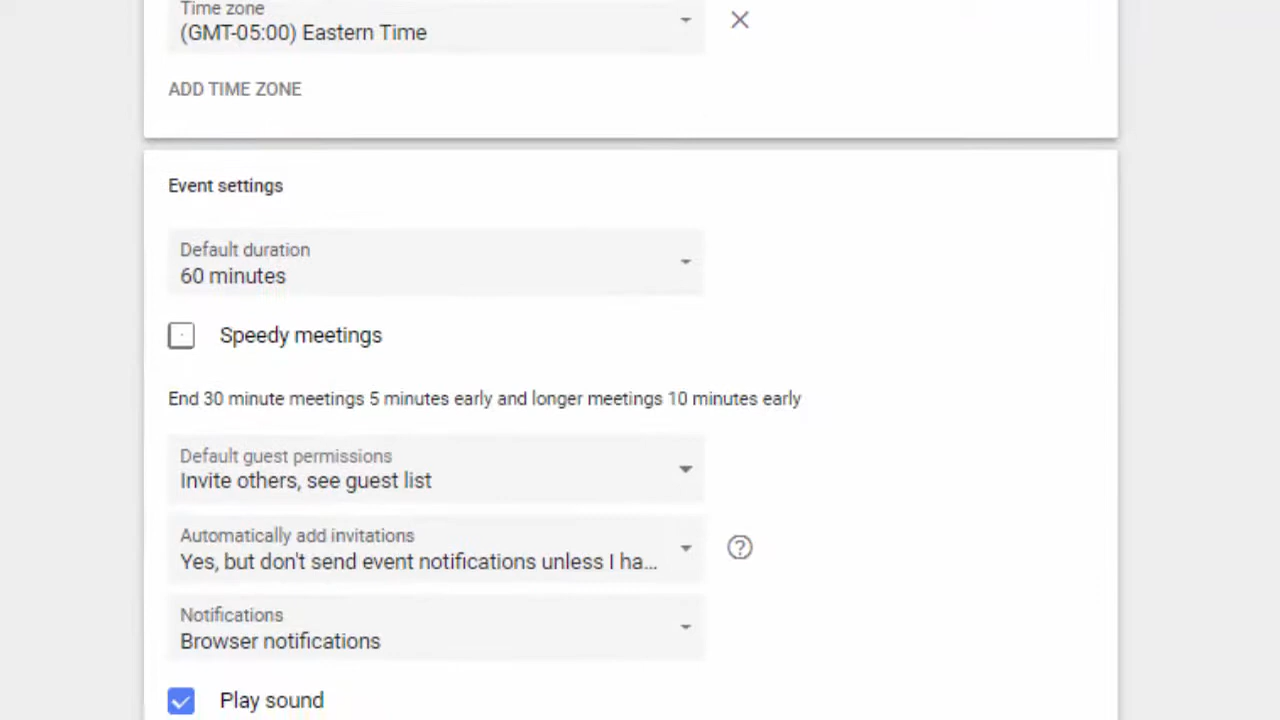 Time zone
(GMT-05:00) Eastern Time
ADD TIME ZONE
Event settings
Default duration
60 minutes
Speedy meetings
End 30 minute meetings 5 minutes early and longer meetings 10 minutes early
Default guest permissions
Invite others, see guest list
Automatically add invitations
Yes, but don't send event notifications unless I ha...
Notifications
Browser notifications
Play sound